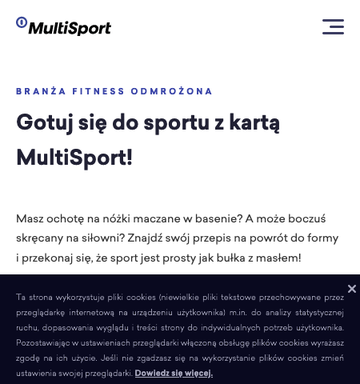 MultiSport
BRANŻA FITNESS ODMROŻONA
Gotuj się do sportu z kartą
MultiSport!
Masz ochotę na nóżki maczane w basenie? A może boczuś
skręcany na siłowni? Znajdź swój przepis na powrót do formy
i przekonaj się, że sport jest prosty jak bułka z masłem!
Ta strona wykorzystuje pliki cookies (niewielkie pliki tekstowe przechowywane przez
przeglądarkę internetową na urządzeniu użytkownika) m.in. do analizy statystycznej
ruchu, dopasowania wyglądu i treści strony do indywidualnych potrzeb użytkownika.
Pozostawiając w ustawieniach przeglądarki włączoną obsługę plików cookies wyrażasz
zgodę na ich użycie. Jeśli nie zgadzasz się na wykorzystanie plików cookies zmień
ustawienia swojej przeglądarki. Dowiedz się więcej.